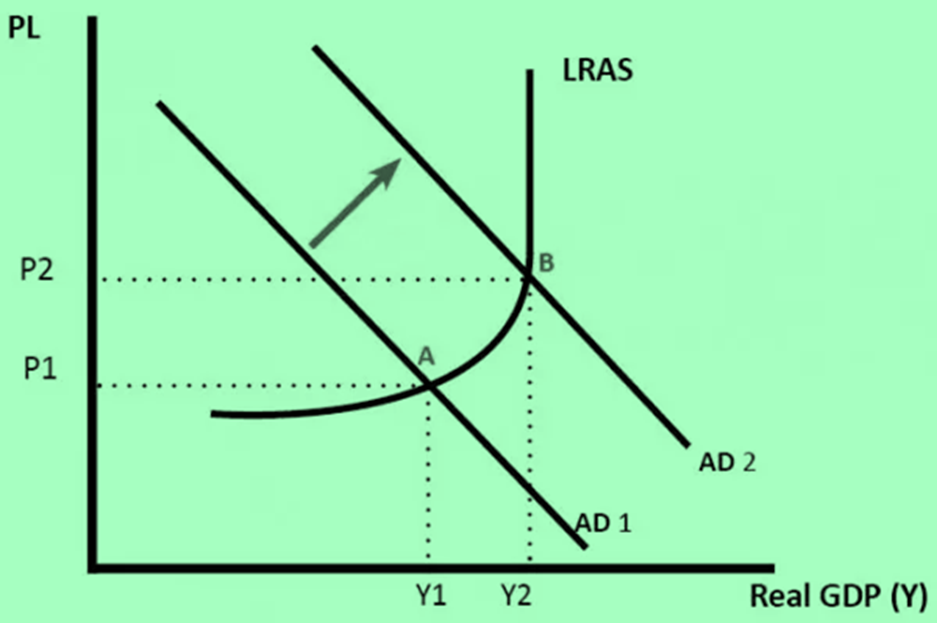 PL
LRAS
P2
B
P1
A
AD 2
AD 1
Y1
Y2
Real GDP (Y)